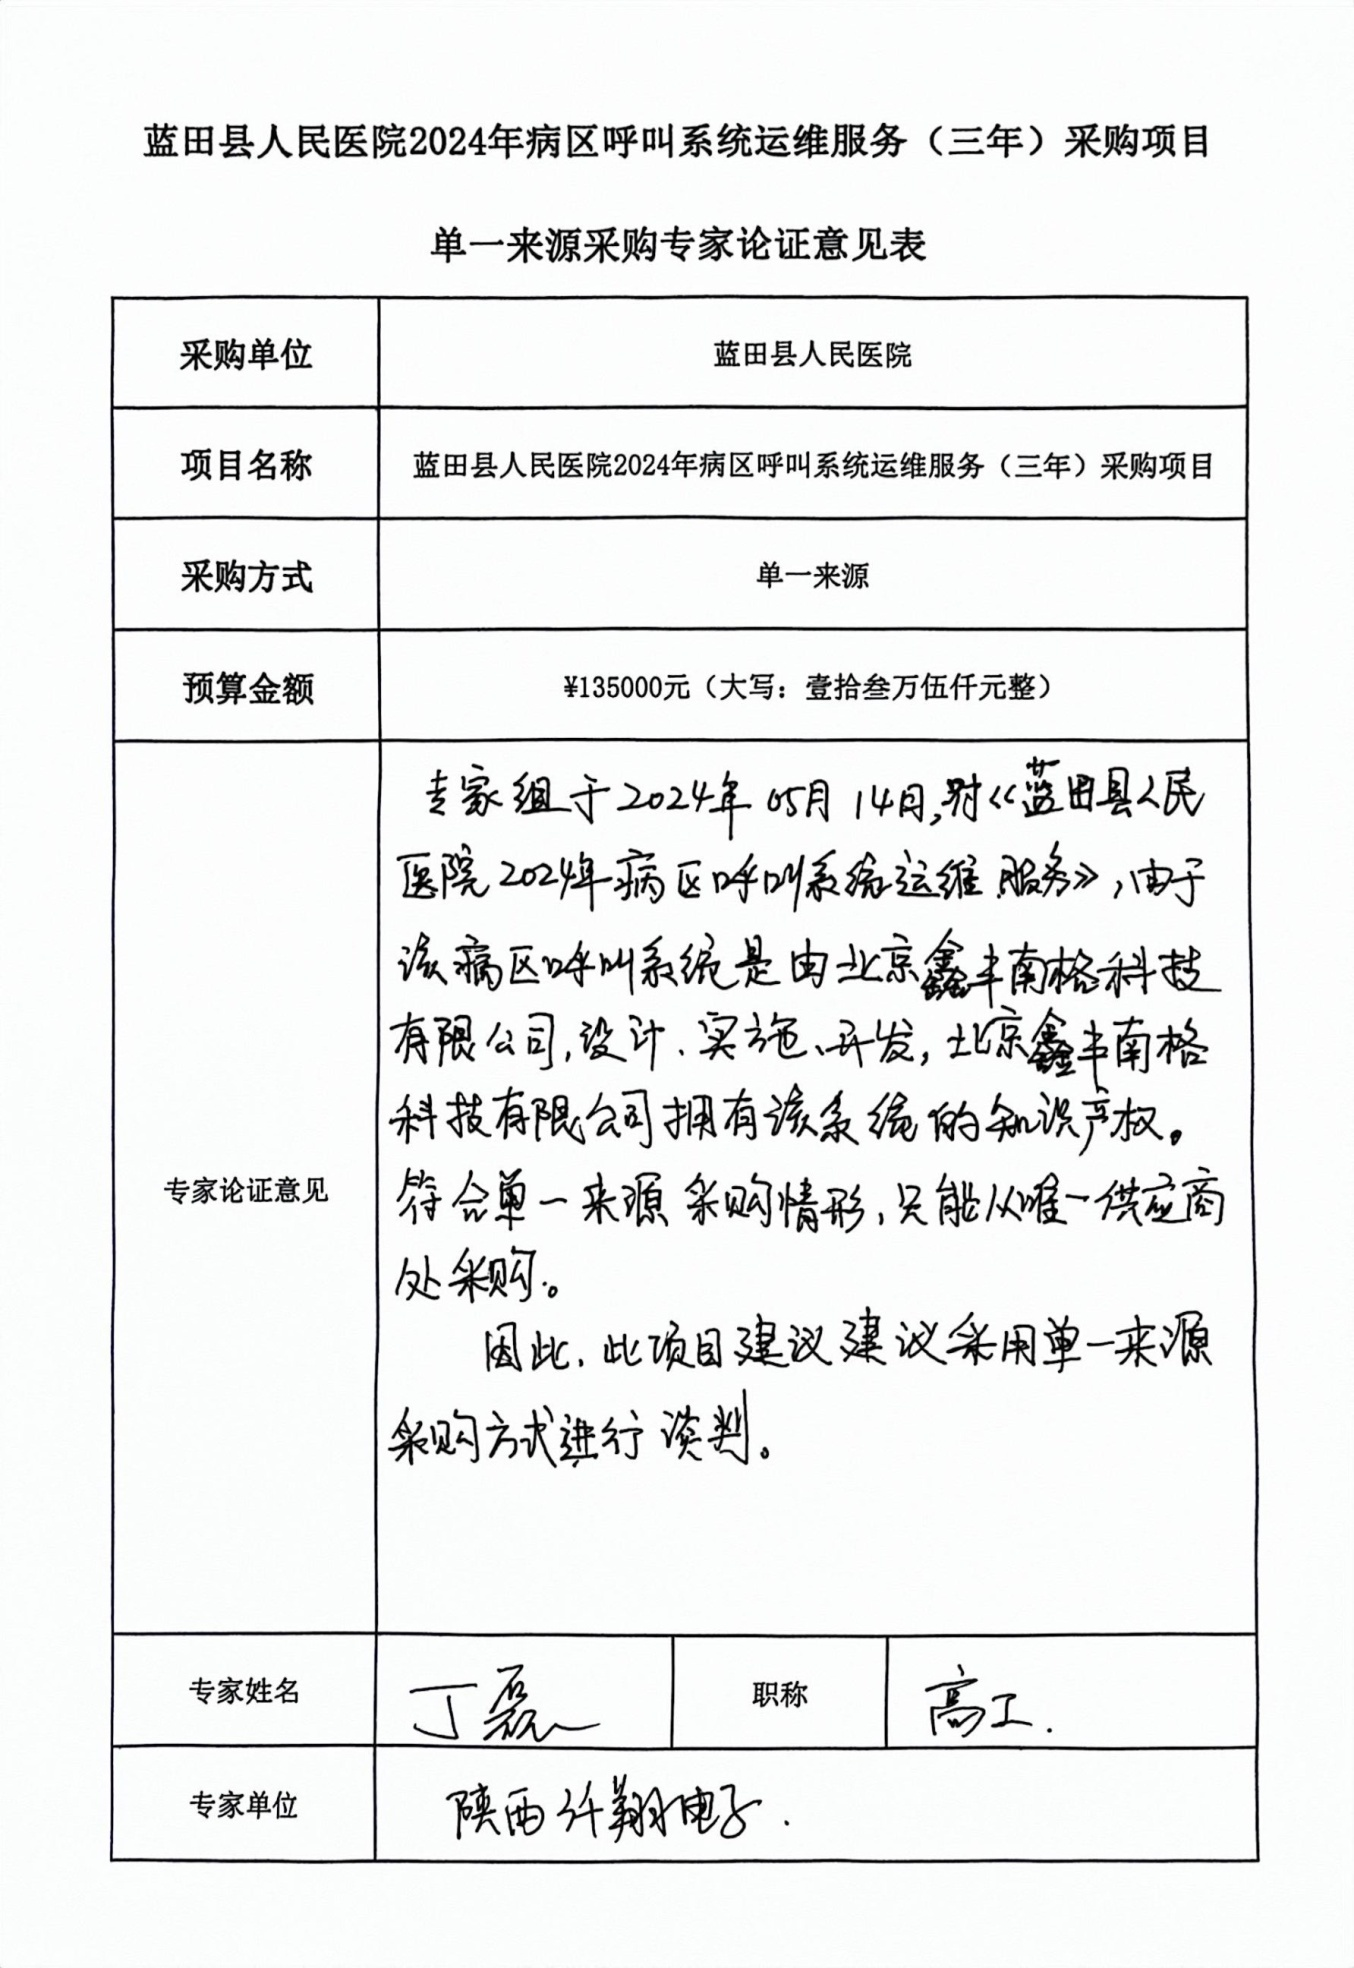 蓝田县人民医院2024年病区呼叫系统运维服务（三年）采购项目
单一来源采购专家论证意见表
采购单位 蓝田县人民医院
项目名称 蓝田县人民医院2024年病区呼叫系统运维服务（三年）采购项目
采购方式 单一来源
预算金额 ¥135000元（大写：壹拾叁万伍仟元整）
专家论证意见
专家组于2024年05月14日,对《蓝田县人民
医院2024年病区呼叫系统运维服务》,由于
该病区呼叫系统是由北京鑫丰南格科技
有限公司,设计、实施、开发,北京鑫丰南格
科技有限公司拥有该系统的知识产权。
符合单一来源采购情形,只能从唯一供应商
处采购。
因此、此项目建议建议采用单一来源
采购方式进行谈判。
专家姓名 丁磊 职称 高工.
专家单位 陕西 翔电子.